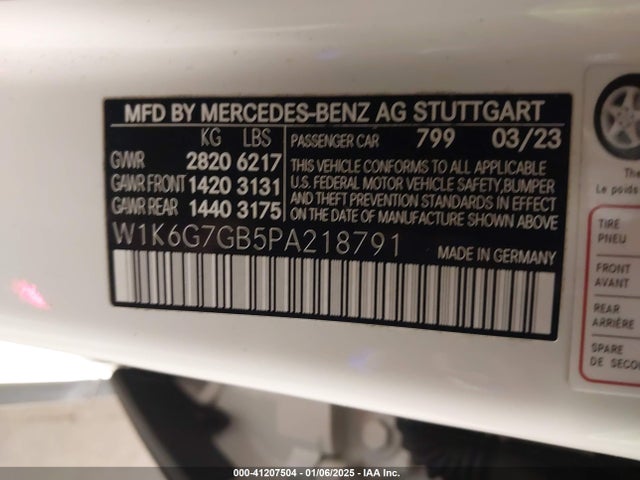 MFD BY MERCEDES-BENZ AG STUTTGART
KG LBS
GVWR 2820 6217
GAWR FRONT 1420 3131
GAWR REAR 1440 3175
PASSENGER CAR 799 03/23
THIS VEHICLE CONFORMS TO ALL APPLICABLE
U.S. FEDERAL MOTOR VEHICLE SAFETY, BUMPER
AND THEFT PREVENTION STANDARDS IN EFFECT
ON THE DATE OF MANUFACTURE SHOWN ABOVE.
W1K6G7GB5PA218791
MADE IN GERMANY
The
Le poids
TIRE
PNEU
FRONT
AVANT
REAR
ARRIÈRE
SPARE
DE SECOU
000-41207504 - 01/06/2025 - IAA Inc.